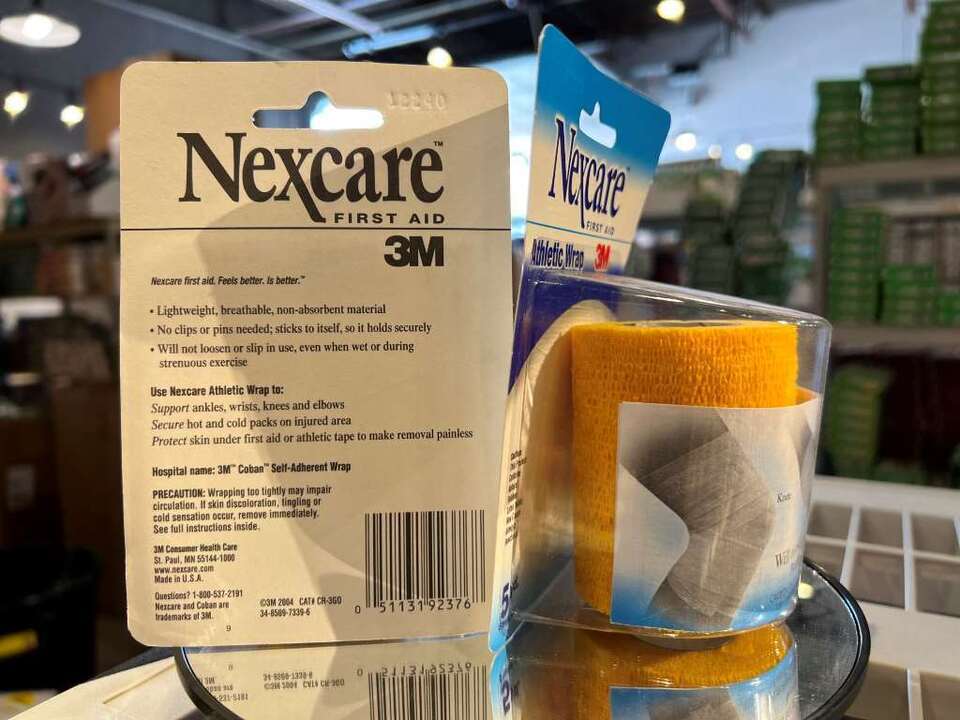 12240
Nexcare™
FIRST AID
3M
Nexcare first aid. Feels better. Is better.™
• Lightweight, breathable, non-absorbent material
• No clips or pins needed; sticks to itself, so it holds securely
• Will not loosen or slip in use, even when wet or during
strenuous exercise
Use Nexcare Athletic Wrap to:
Support ankles, wrists, knees and elbows
Secure hot and cold packs on injured area
Protect skin under first aid or athletic tape to make removal painless
Hospital name: 3M™ Coban™ Self-Adherent Wrap
PRECAUTION: Wrapping too tightly may impair
circulation. If skin discoloration, tingling or
cold sensation occur, remove immediately.
See full instructions inside.
3M Consumer Health Care
St. Paul, MN 55144-1000
www.nexcare.com
Made in U.S.A.
Questions? 1-800-537-2191
Nexcare and Coban are
trademarks of 3M.
©3M 2004 CAT# CR-3GO
34-8509-7339-6
0 51131 92376
9
Nexcare™
FIRST AID
Athletic Wrap 3M
Knee